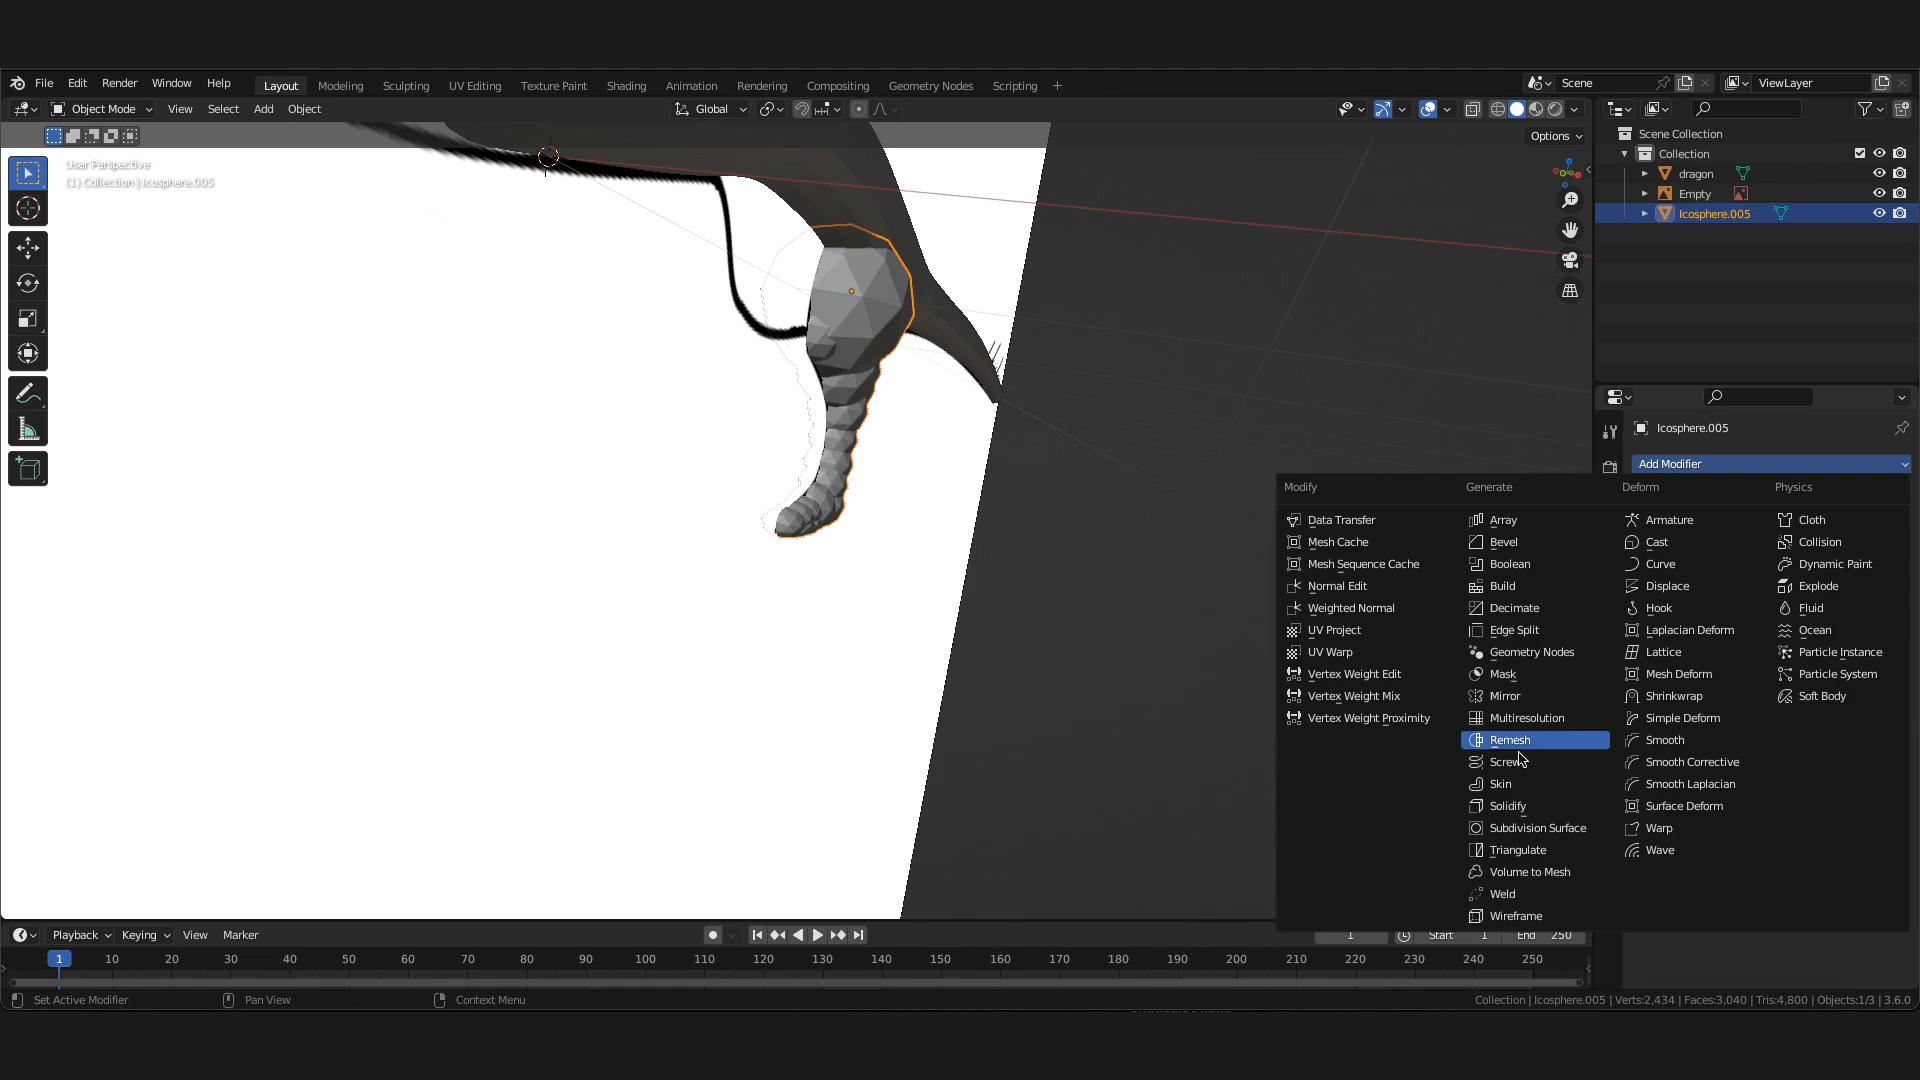 File Edit Render Window Help Layout Modeling Sculpting UV Editing Texture Paint Shading Animation Rendering Compositing Geometry Nodes Scripting + Scene ViewLayer
Object Mode View Select Add Object Global
Options
User Perspective
(1) Collection | Icosphere.005
Scene Collection
Collection
dragon
Empty
Icosphere.005
Icosphere.005
Add Modifier
Modify Generate Deform Physics
Data Transfer Array Armature Cloth
Mesh Cache Bevel Cast Collision
Mesh Sequence Cache Boolean Curve Dynamic Paint
Normal Edit Build Displace Explode
Weighted Normal Decimate Hook Fluid
UV Project Edge Split Laplacian Deform Ocean
UV Warp Geometry Nodes Lattice Particle Instance
Vertex Weight Edit Mask Mesh Deform Particle System
Vertex Weight Mix Mirror Shrinkwrap Soft Body
Vertex Weight Proximity Multiresolution Simple Deform
Remesh Smooth
Screw Smooth Corrective
Skin Smooth Laplacian
Solidify Surface Deform
Subdivision Surface Warp
Triangulate Wave
Volume to Mesh
Weld
Wireframe
Playback Keying View Marker 1 Start 1 End 250
1 10 20 30 40 50 60 70 80 90 100 110 120 130 140 150 160 170 180 190 200 210 220 230 240 250
Set Active Modifier Pan View Context Menu Collection | Icosphere.005 | Verts:2,434 | Faces:3,040 | Tris:4,800 | Objects:1/3 | 3.6.0